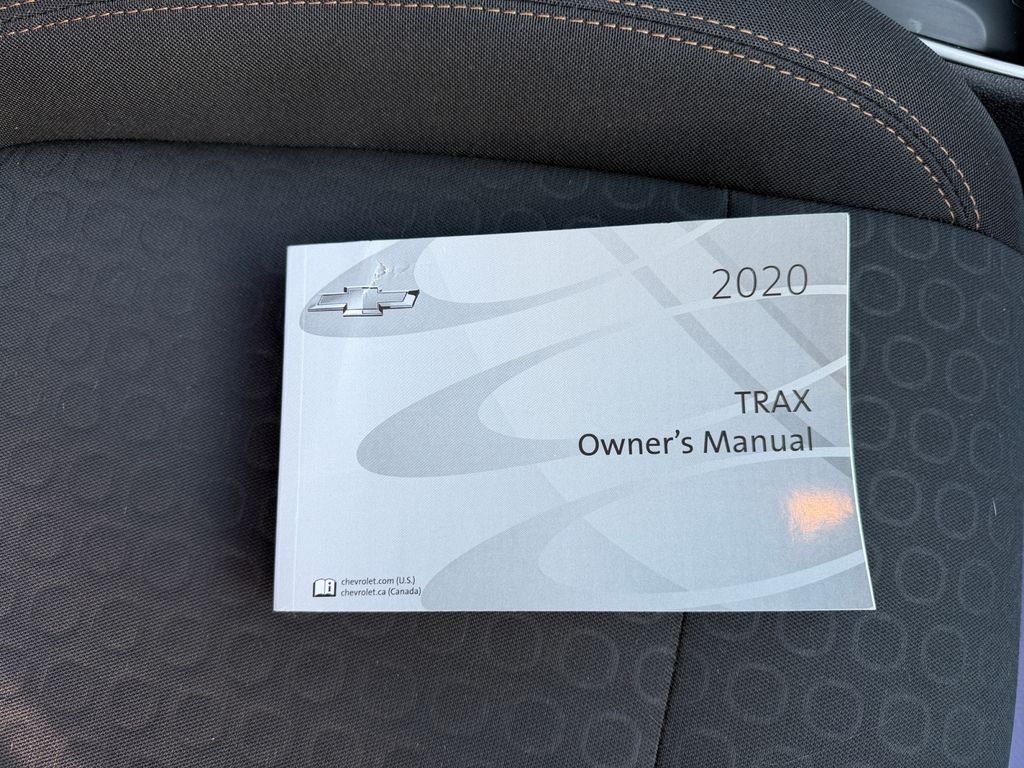 2020
TRAX
Owner's Manual
chevrolet.com (U.S.)
chevrolet.ca (Canada)